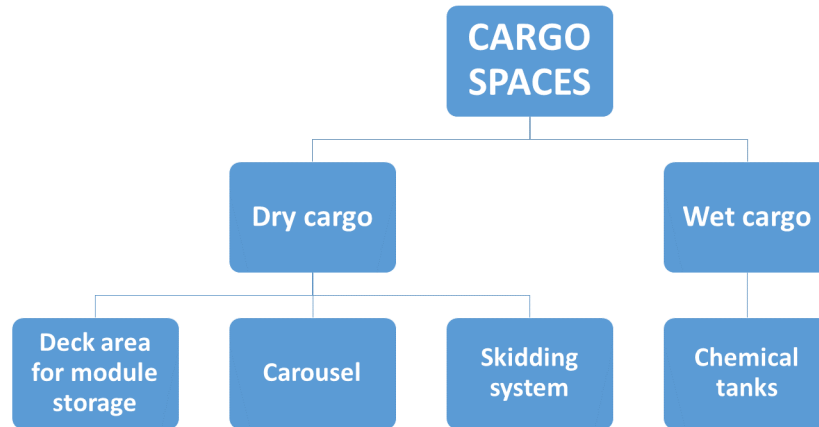 CARGO
SPACES
Dry cargo
Wet cargo
Deck area
for module
storage
Carousel
Skidding
system
Chemical
tanks